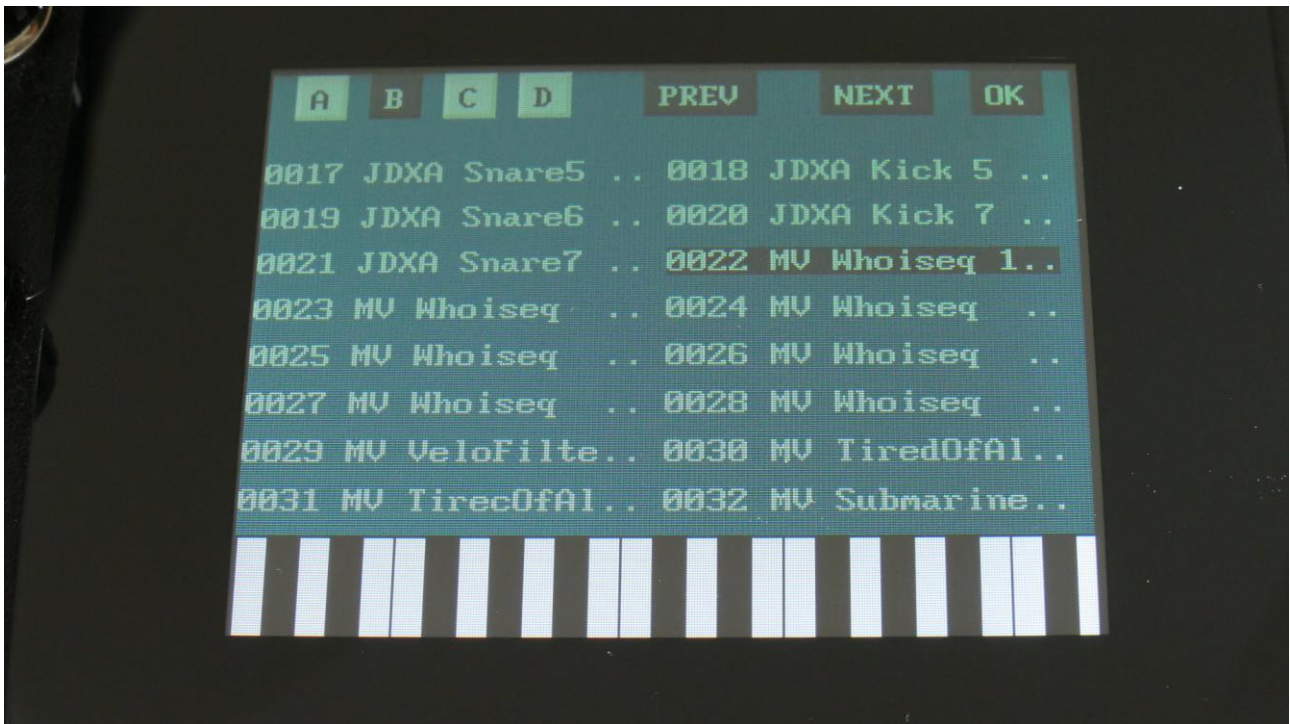 A B C D PREV NEXT OK
0017 JDXA Snare5 .. 0018 JDXA Kick 5 ..
0019 JDXA Snare6 .. 0020 JDXA Kick 7 ..
0021 JDXA Snare7 .. 0022 MV Whoiseq 1..
0023 MV Whoiseq .. 0024 MV Whoiseq ..
0025 MV Whoiseq .. 0026 MV Whoiseq ..
0027 MV Whoiseq .. 0028 MV Whoiseq ..
0029 MV VeloFilte.. 0030 MV TiredOfAl..
0031 MV TirecOfAl.. 0032 MV Submarine..